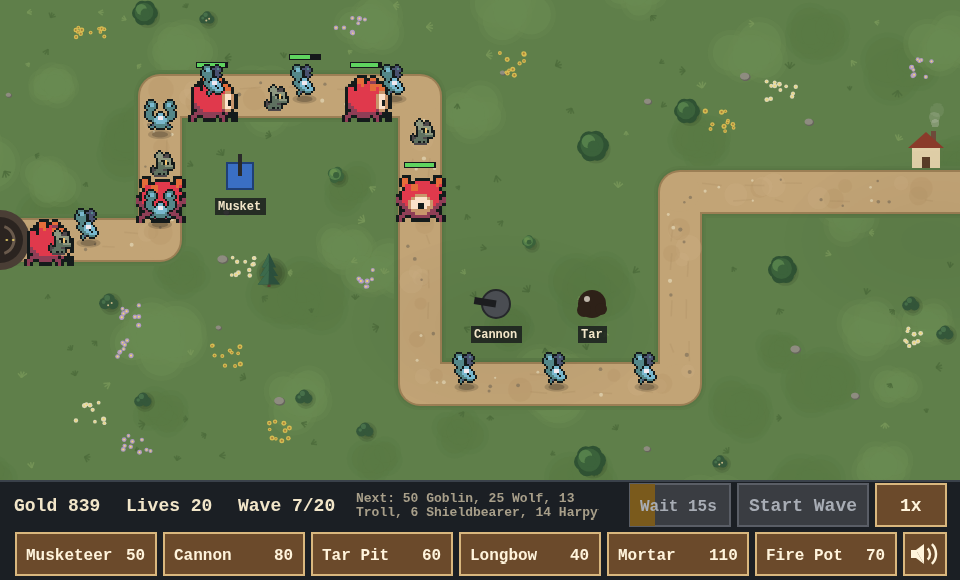 Musket
Cannon
Tar
Gold 839
Lives 20
Wave 7/20
Next: 50 Goblin, 25 Wolf, 13
Troll, 6 Shieldbearer, 14 Harpy
Wait 15s
Start Wave
1x
Musketeer 50
Cannon 80
Tar Pit 60
Longbow 40
Mortar 110
Fire Pot 70